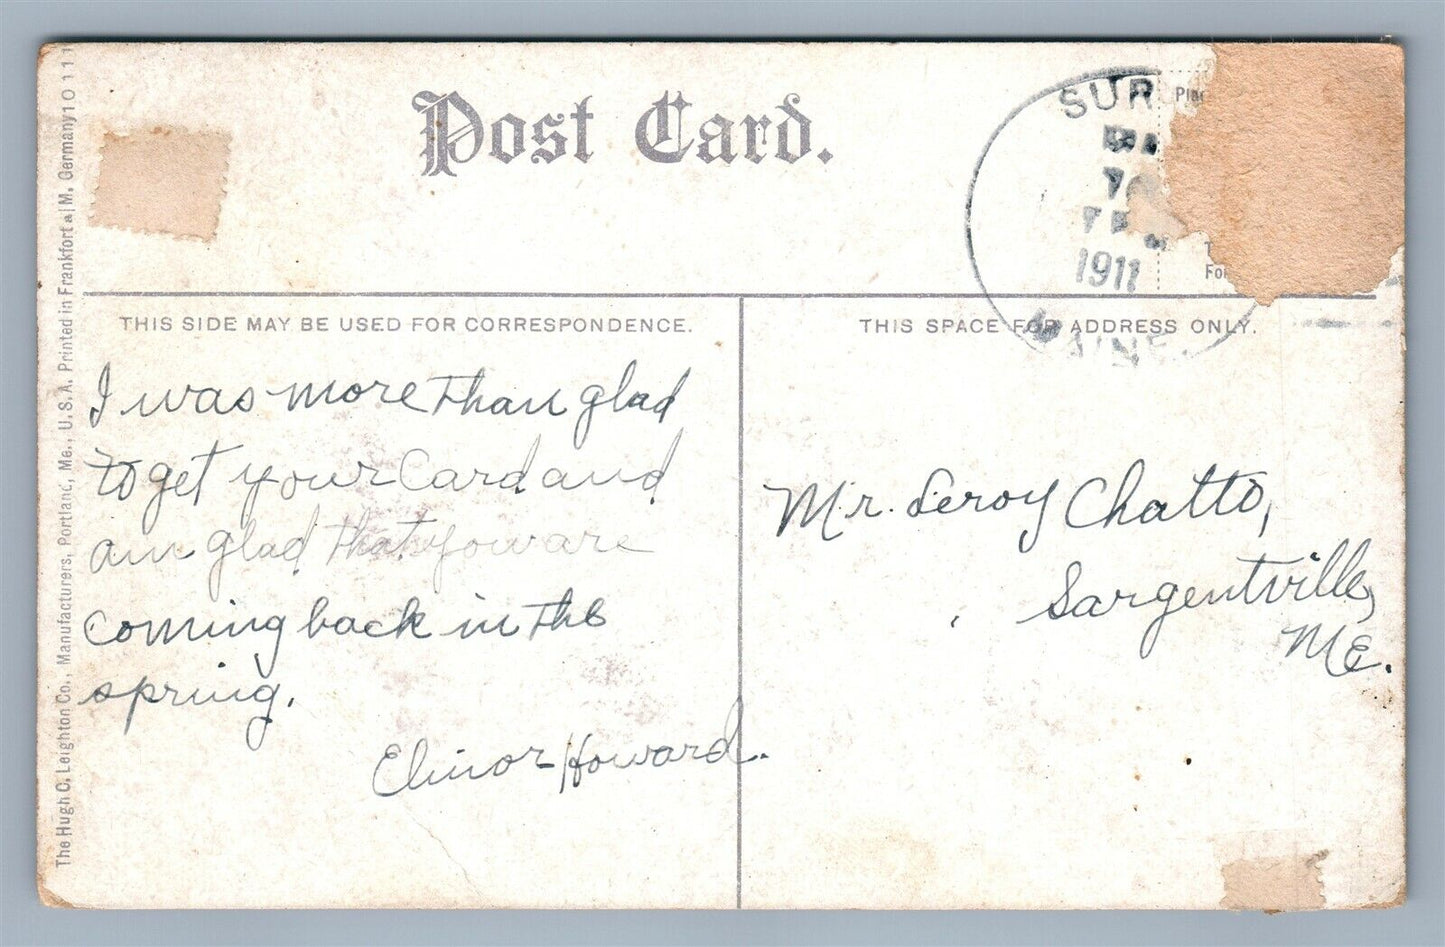 Post Card.
SUR
1911
MAINE.
THIS SIDE MAY BE USED FOR CORRESPONDENCE.
THIS SPACE FOR ADDRESS ONLY.
I was more than glad
to get your Card and
am glad that you are
coming back in the
spring.
Elinor Howard.
Mr. Leroy Chatto,
Sargentville,
ME.
The Hugh C. Leighton Co., Manufacturers, Portland, Me., U.S.A. Printed in Frankfort a/M, Germany 10111